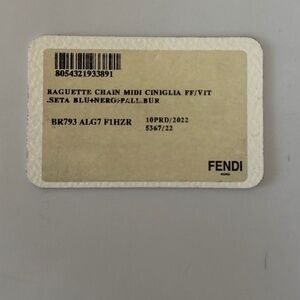 8054321933891
BAGUETTE CHAIN MIDI CINIGLIA FF/VIT
.SETA BLU+NERO+PALL.BUR
BR793 ALG7 F1HZR 10PRD/2022
5367/22
FENDI
ROMA